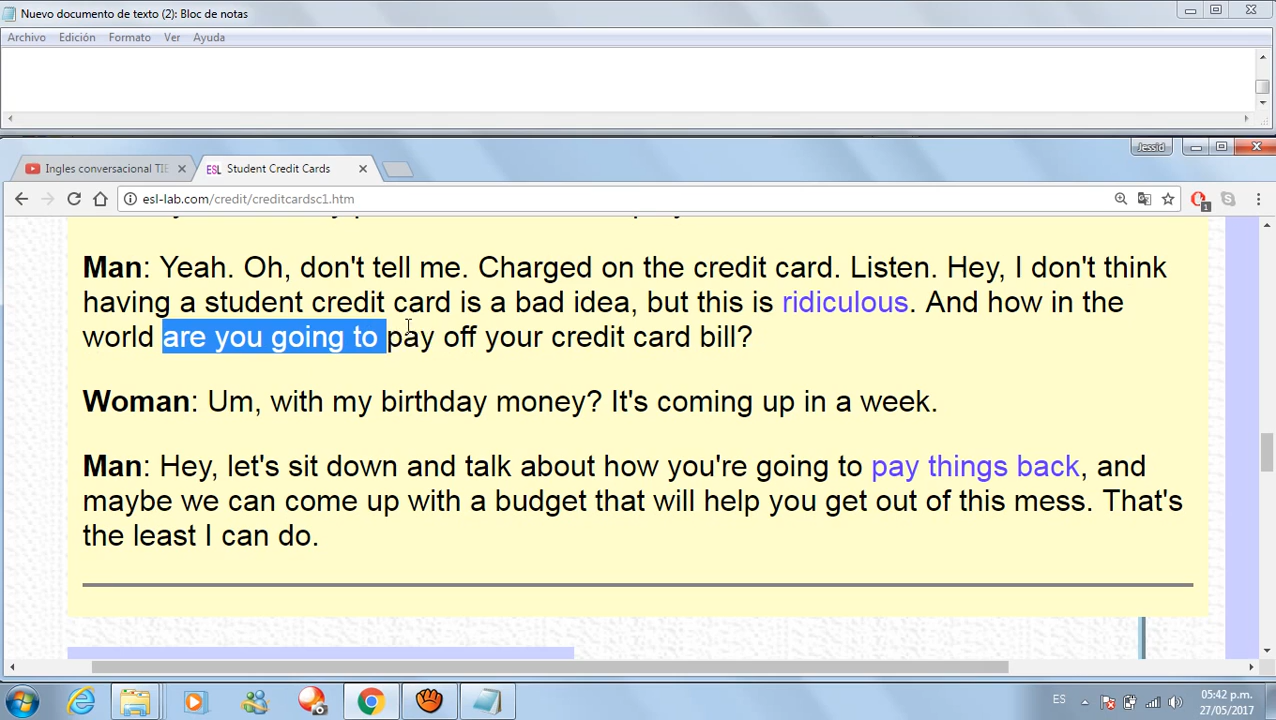 Nuevo documento de texto (2): Bloc de notas
Archivo Edición Formato Ver Ayuda
Jessid
Ingles conversacional TIE
ESL Student Credit Cards
esl-lab.com/credit/creditcardsc1.htm
1
Man: Yeah. Oh, don't tell me. Charged on the credit card. Listen. Hey, I don't think
having a student credit card is a bad idea, but this is ridiculous. And how in the
world are you going to pay off your credit card bill?
Woman: Um, with my birthday money? It's coming up in a week.
Man: Hey, let's sit down and talk about how you're going to pay things back, and
maybe we can come up with a budget that will help you get out of this mess. That's
the least I can do.
ES
05:42 p.m.
27/05/2017